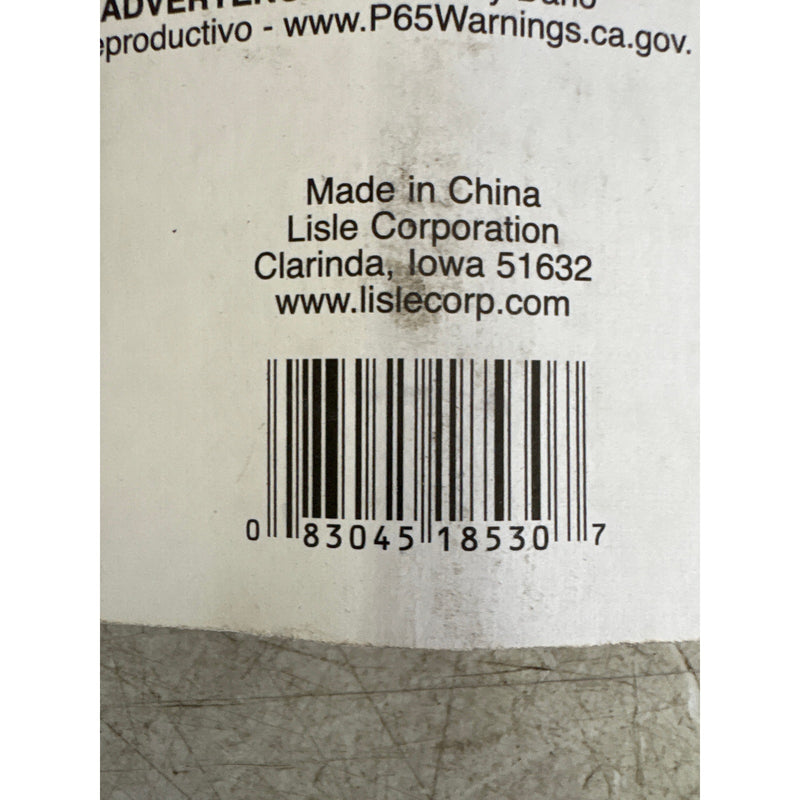 eproductivo - www.P65Warnings.ca.gov.
Made in China
Lisle Corporation
Clarinda, Iowa 51632
www.lislecorp.com
0 83045 18530 7